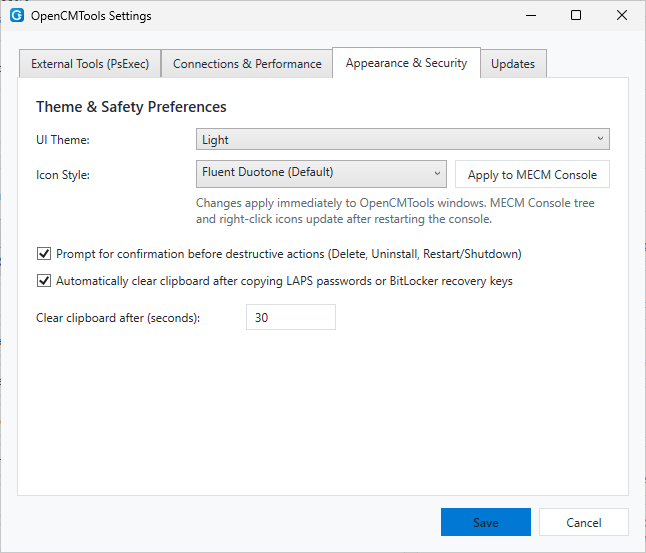 OpenCMTools Settings
External Tools (PsExec)
Connections & Performance
Appearance & Security
Updates
Theme & Safety Preferences
UI Theme:
Light
Icon Style:
Fluent Duotone (Default)
Apply to MECM Console
Changes apply immediately to OpenCMTools windows. MECM Console tree
and right-click icons update after restarting the console.
Prompt for confirmation before destructive actions (Delete, Uninstall, Restart/Shutdown)
Automatically clear clipboard after copying LAPS passwords or BitLocker recovery keys
Clear clipboard after (seconds):
30
Save
Cancel